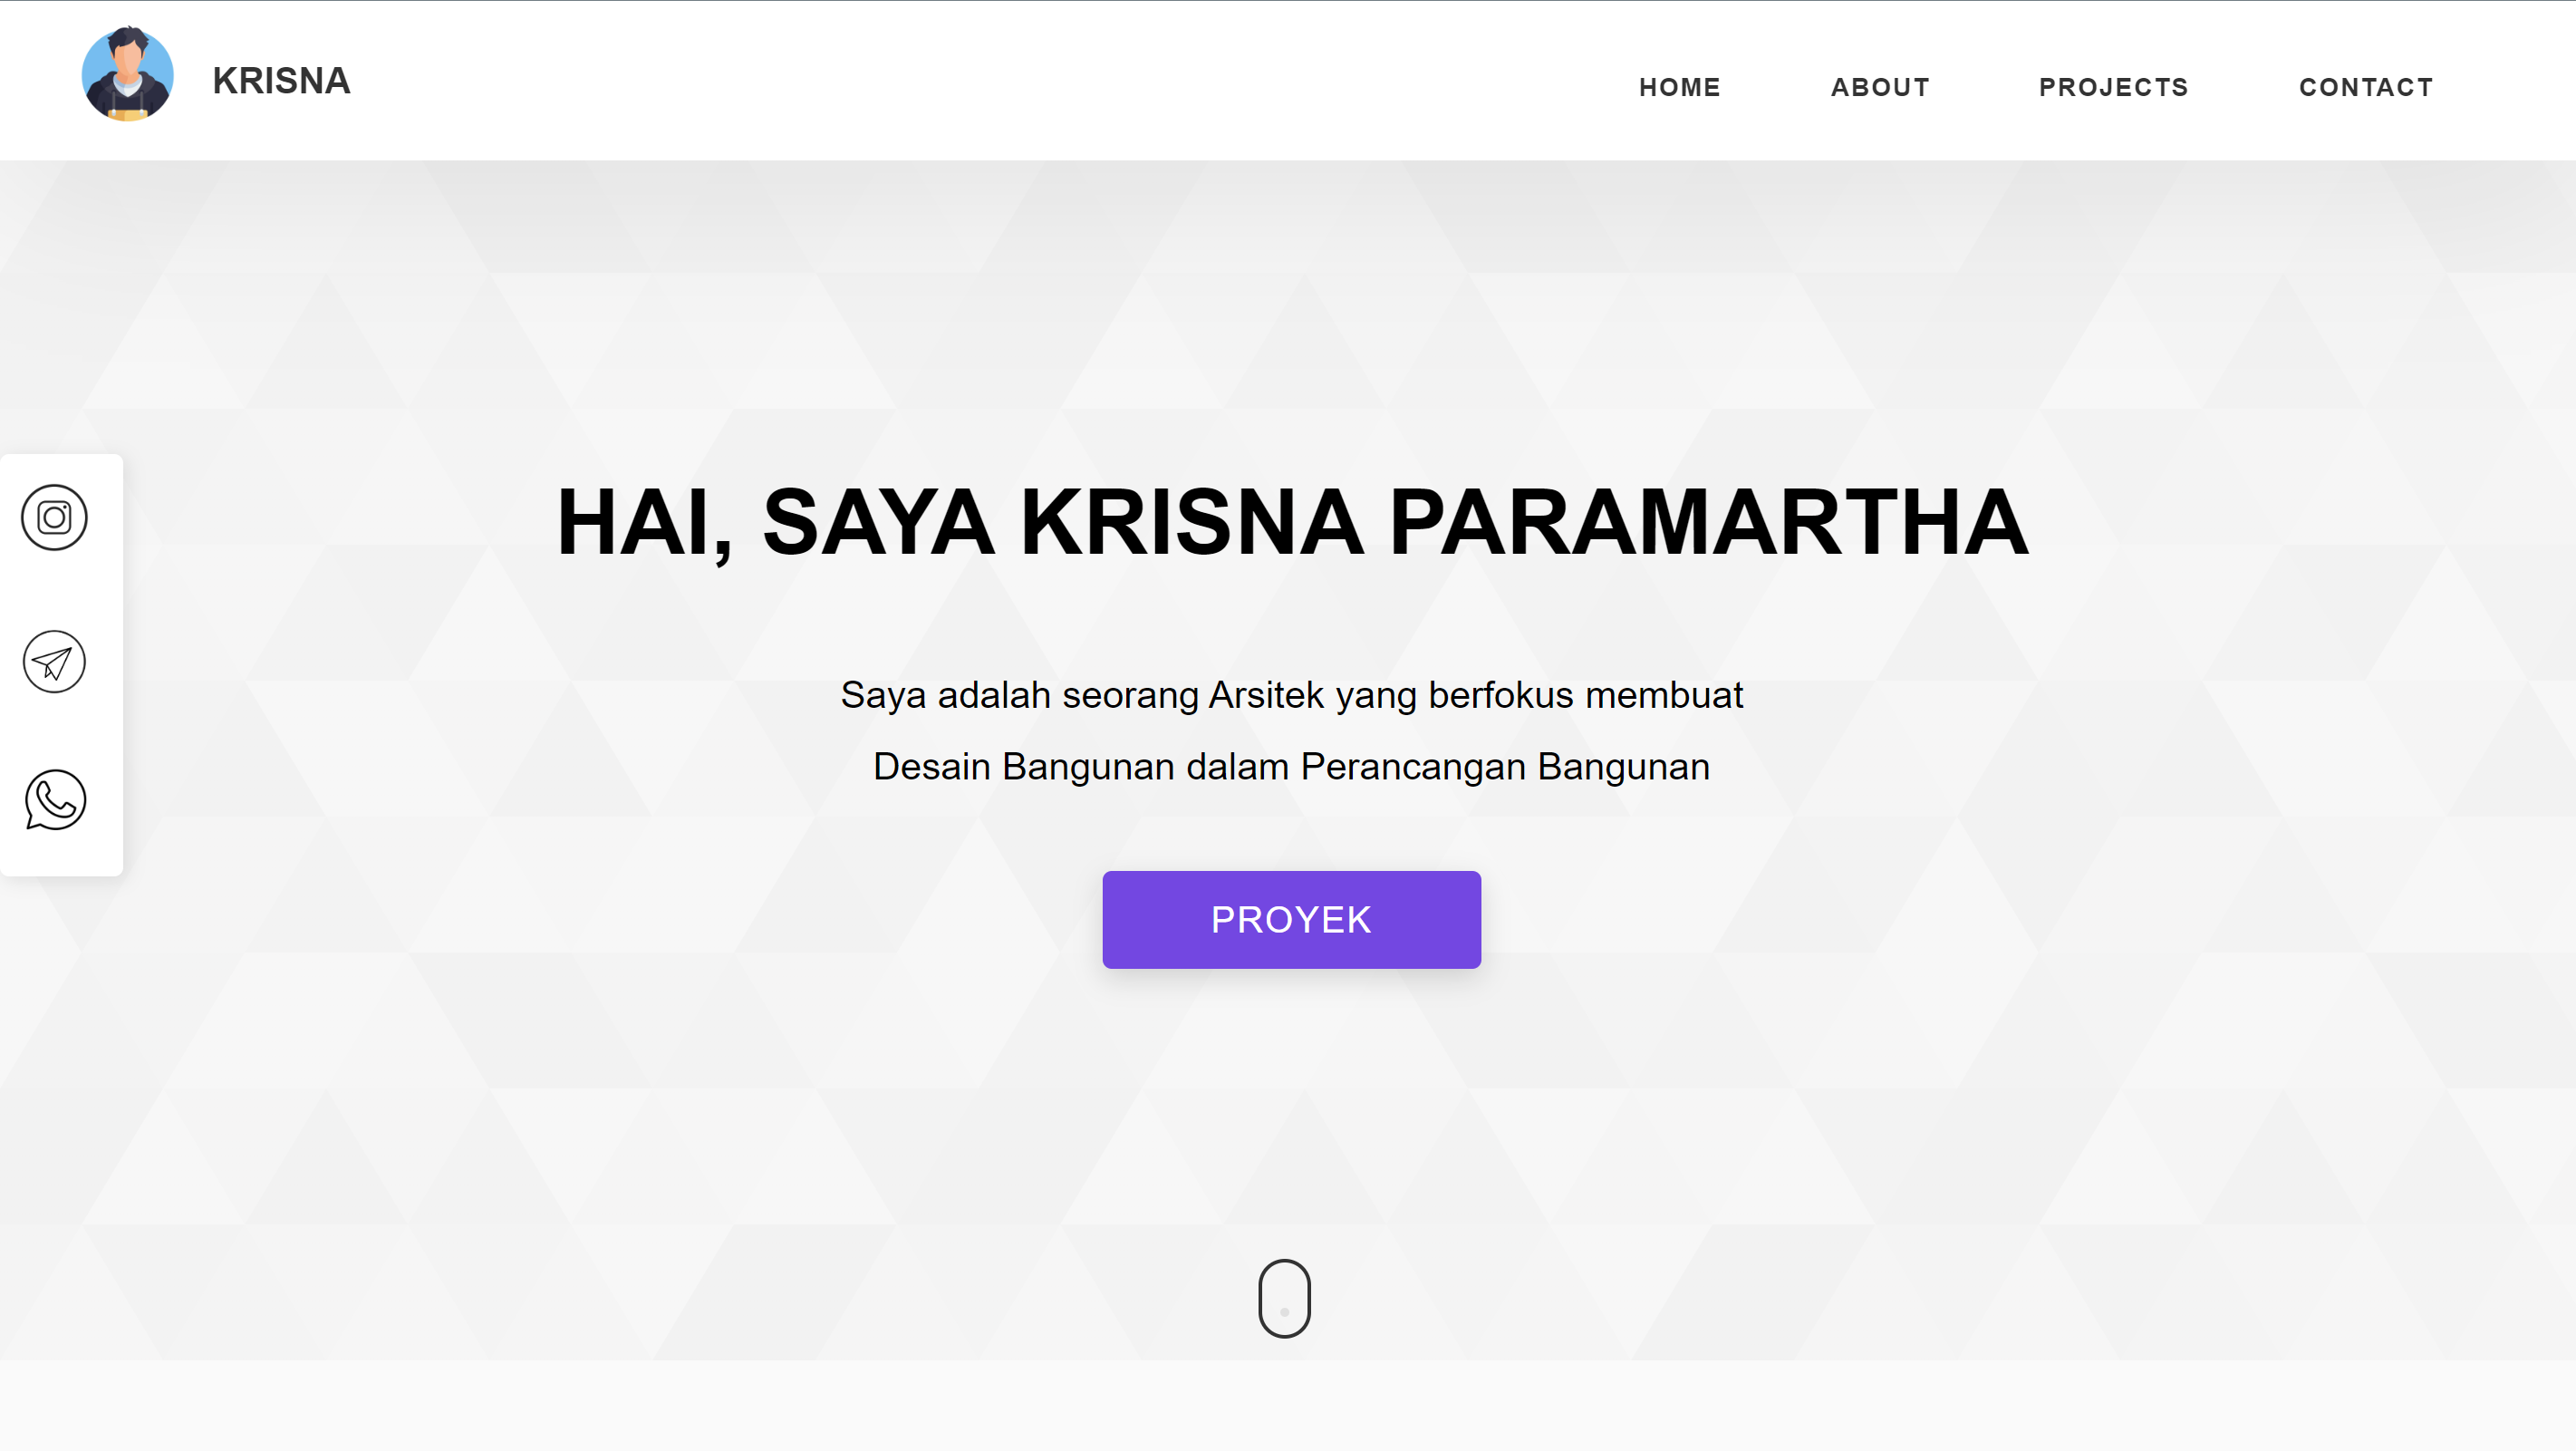 KRISNA
HOME ABOUT PROJECTS CONTACT
HAI, SAYA KRISNA PARAMARTHA
Saya adalah seorang Arsitek yang berfokus membuat
Desain Bangunan dalam Perancangan Bangunan
PROYEK